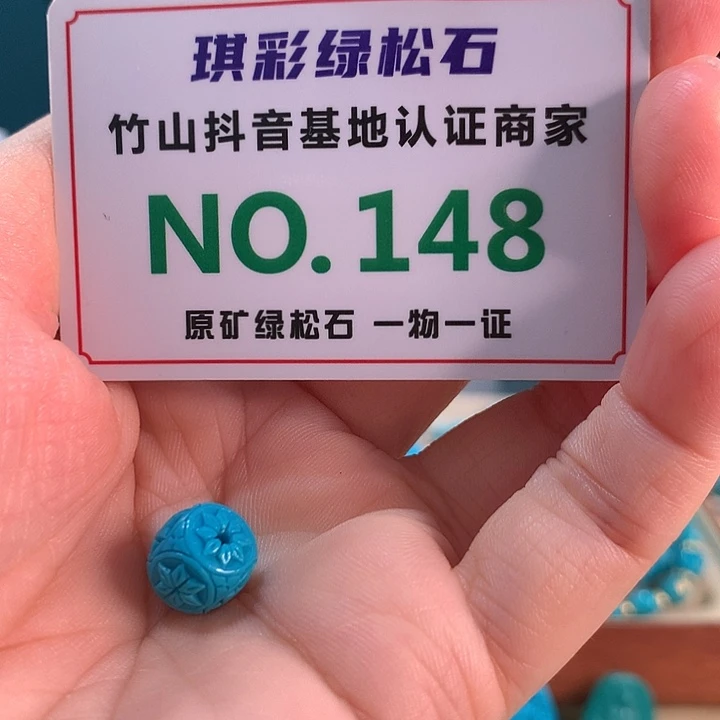 琪彩绿松石
竹山抖音基地认证商家
NO.148
原矿绿松石 一物一证